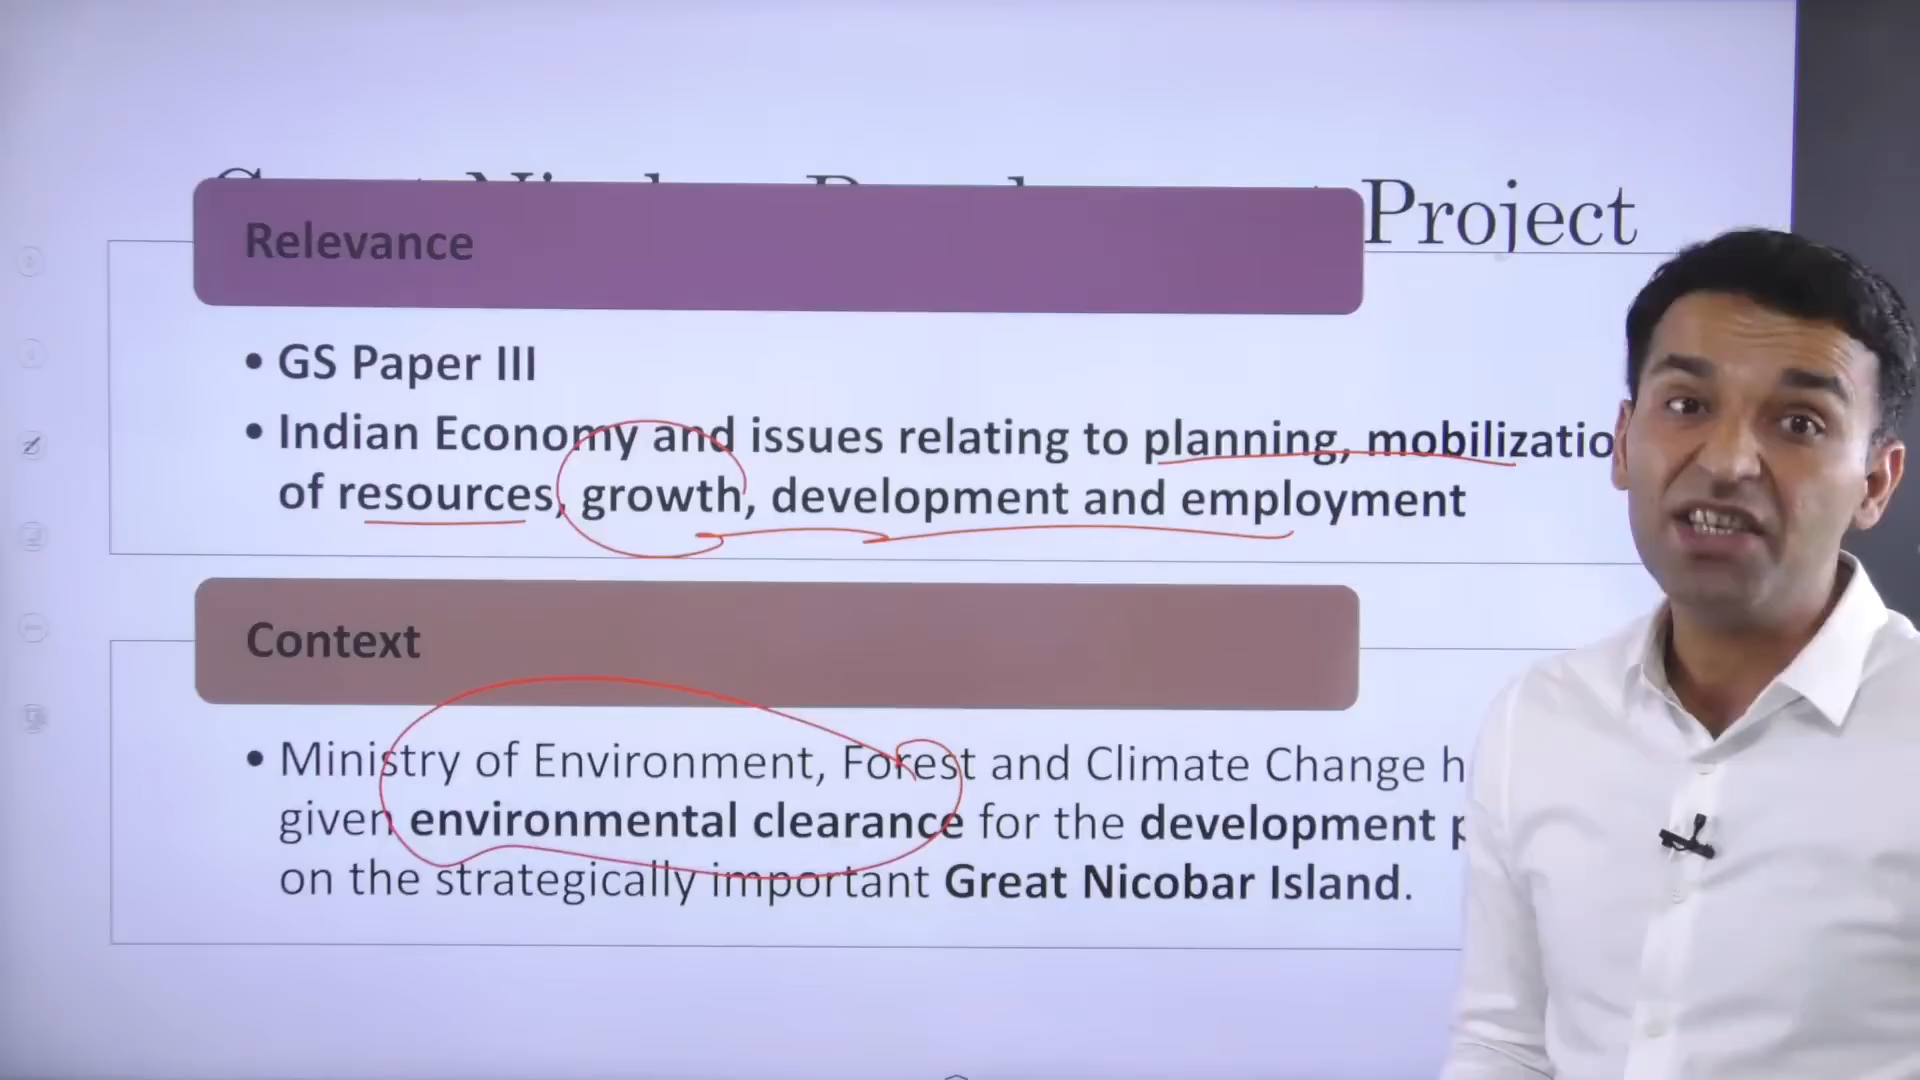 Project
Relevance
• GS Paper III
• Indian Economy and issues relating to planning, mobilizatio
of resources, growth, development and employment
Context
• Ministry of Environment, Forest and Climate Change h
given environmental clearance for the development p
on the strategically important Great Nicobar Island.